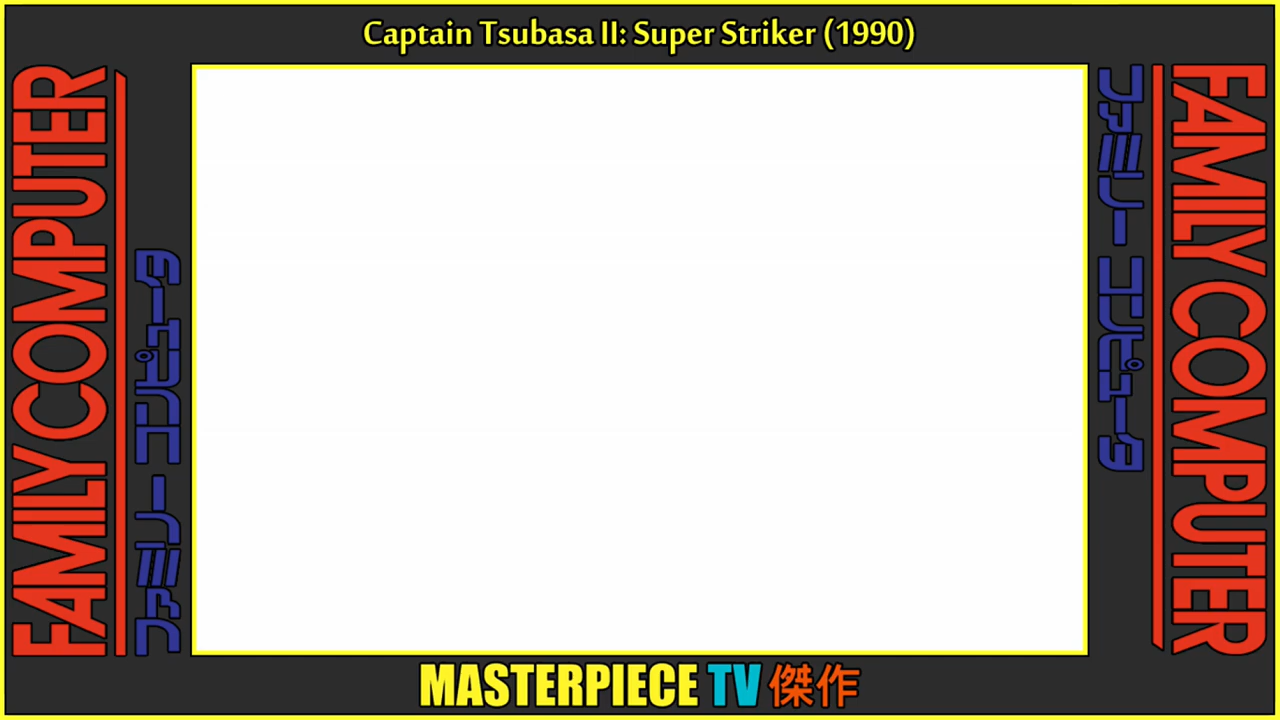 Captain Tsubasa II: Super Striker (1990)
FAMILY COMPUTER
ファミリー コンピュータ
ファミリー コンピュータ
FAMILY COMPUTER
MASTERPIECE TV 傑作